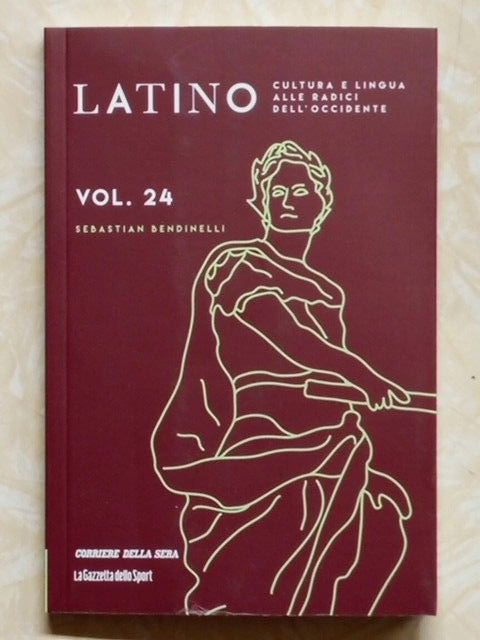 LATINO
CULTURA E LINGUA
ALLE RADICI
DELL'OCCIDENTE
VOL. 24
SEBASTIAN BENDINELLI
CORRIERE DELLA SERA
La Gazzetta dello Sport